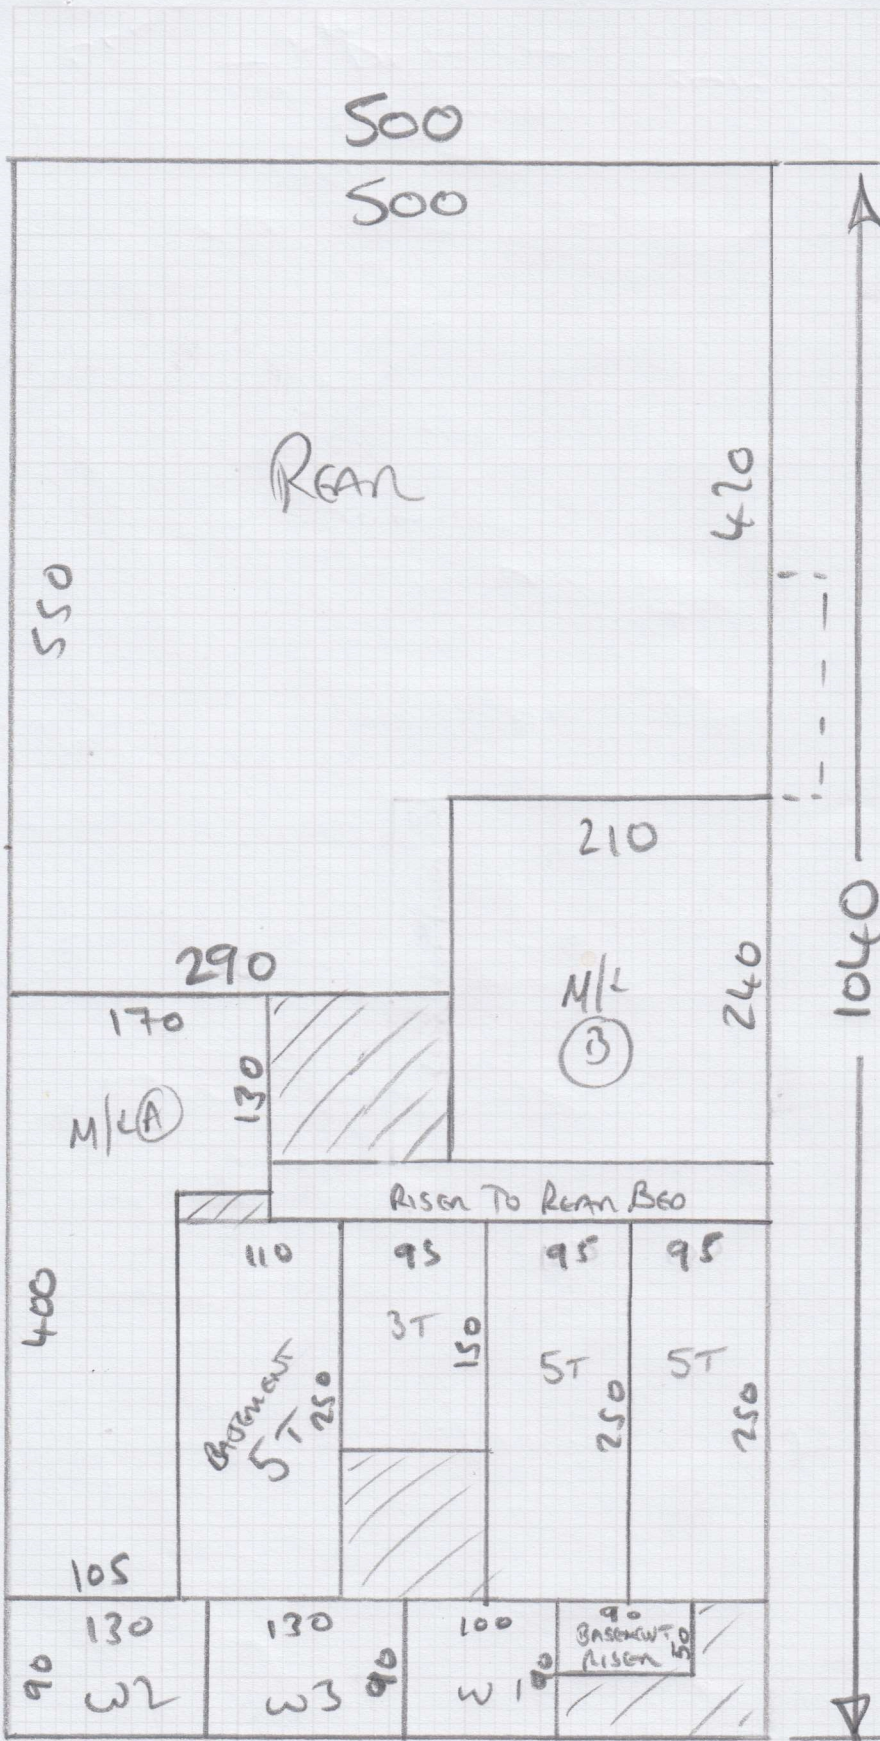 500
500
REAR
420
550
1040
210
M/L
B
240
290
170
130
M/L A
RISER TO REAR BED
110
95
95
95
3T
150
5T
5T
400
BASEMENT
5T
250
250
250
105
130
130
100
90
BASEMENT
RISER
50
90
W2
W3
90
W1
90